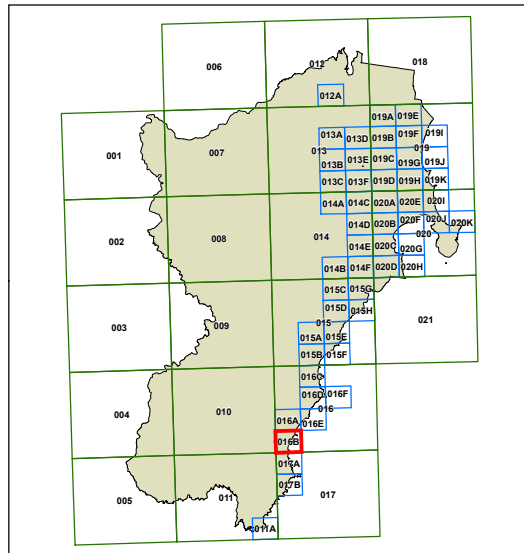 006 012 018
012A
019A 019E
001 007 013A 013D 019B 019F 019I
013 019
013B 013E 019C 019G 019J
013C 013F 019D 019H 019K
014A 014C 020A 020E 020I
002 008 014 014D 020B 020F 020J 020K
020
014E 020C 020G
014B 014F 020D 020H
015C 015G
003 009 015D 015H 021
015
015A 015E
015B 015F
016C
004 010 016D 016F
016
016A 016E
016B
017A
005 011 017B 017
011A